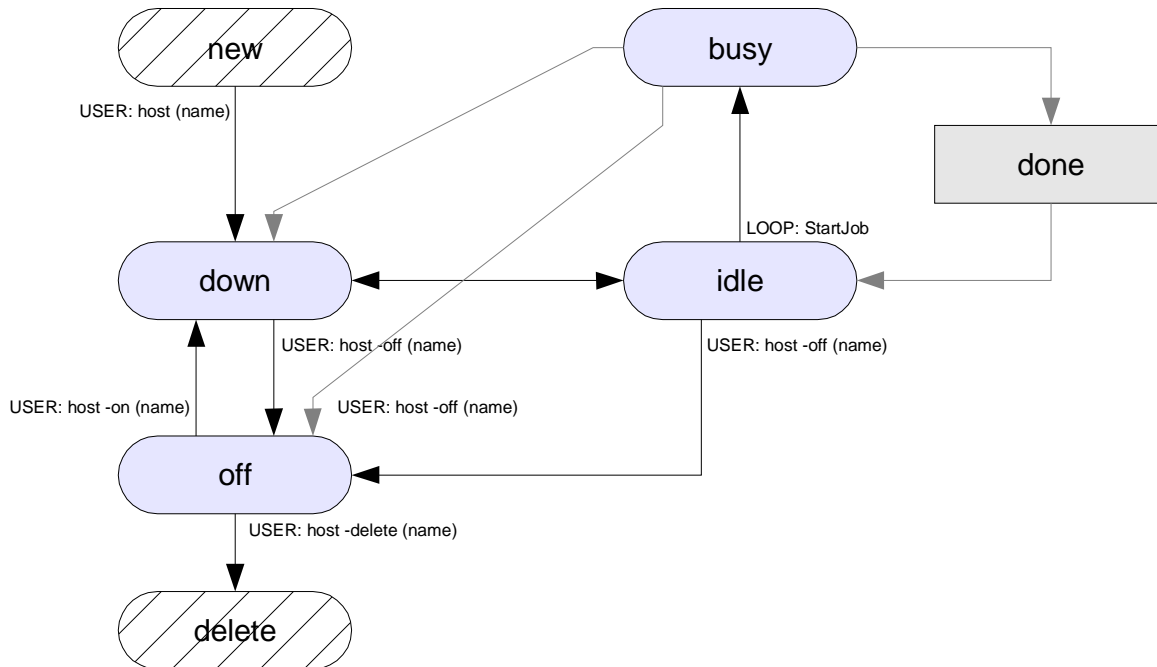 new
busy
USER: host (name)
done
LOOP: StartJob
down
idle
USER: host -off (name)
USER: host -off (name)
USER: host -on (name)
USER: host -off (name)
off
USER: host -delete (name)
delete